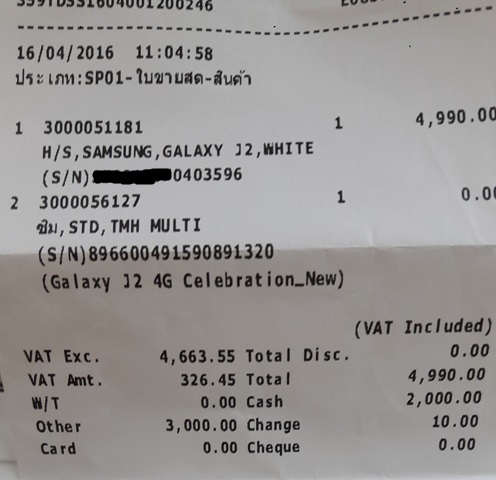 16/04/2016 11:04:58
ประเภท:SP01-ใบขายสด-สินค้า
1 3000051181 1 4,990.00
H/S,SAMSUNG,GALAXY J2,WHITE
(S/N) 0403596
2 3000056127 1 0.00
ซิม,STD,TMH MULTI
(S/N)896600491590891320
(Galaxy J2 4G Celebration_New)
(VAT Included)
VAT Exc. 4,663.55 Total Disc. 0.00
VAT Amt. 326.45 Total 4,990.00
W/T 0.00 Cash 2,000.00
Other 3,000.00 Change 10.00
Card 0.00 Cheque 0.00